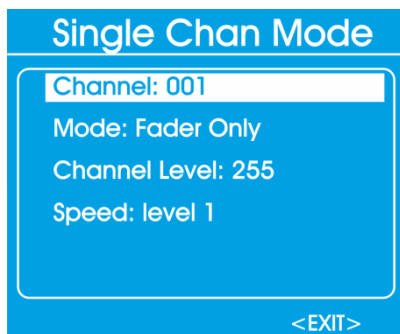 Single Chan Mode
Channel: 001
Mode: Fader Only
Channel Level: 255
Speed: level 1
<EXIT>